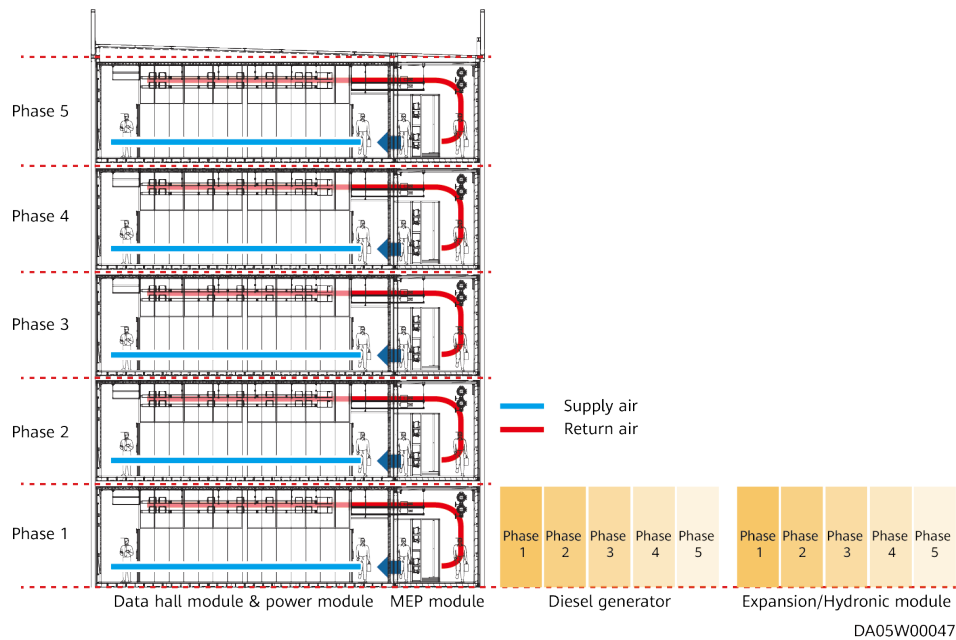 Phase 5
Phase 4
Phase 3
Phase 2
Phase 1
Supply air
Return air
Phase
1
Phase
2
Phase
3
Phase
4
Phase
5
Phase
1
Phase
2
Phase
3
Phase
4
Phase
5
Data hall module & power module
MEP module
Diesel generator
Expansion/Hydronic module
DA05W00047